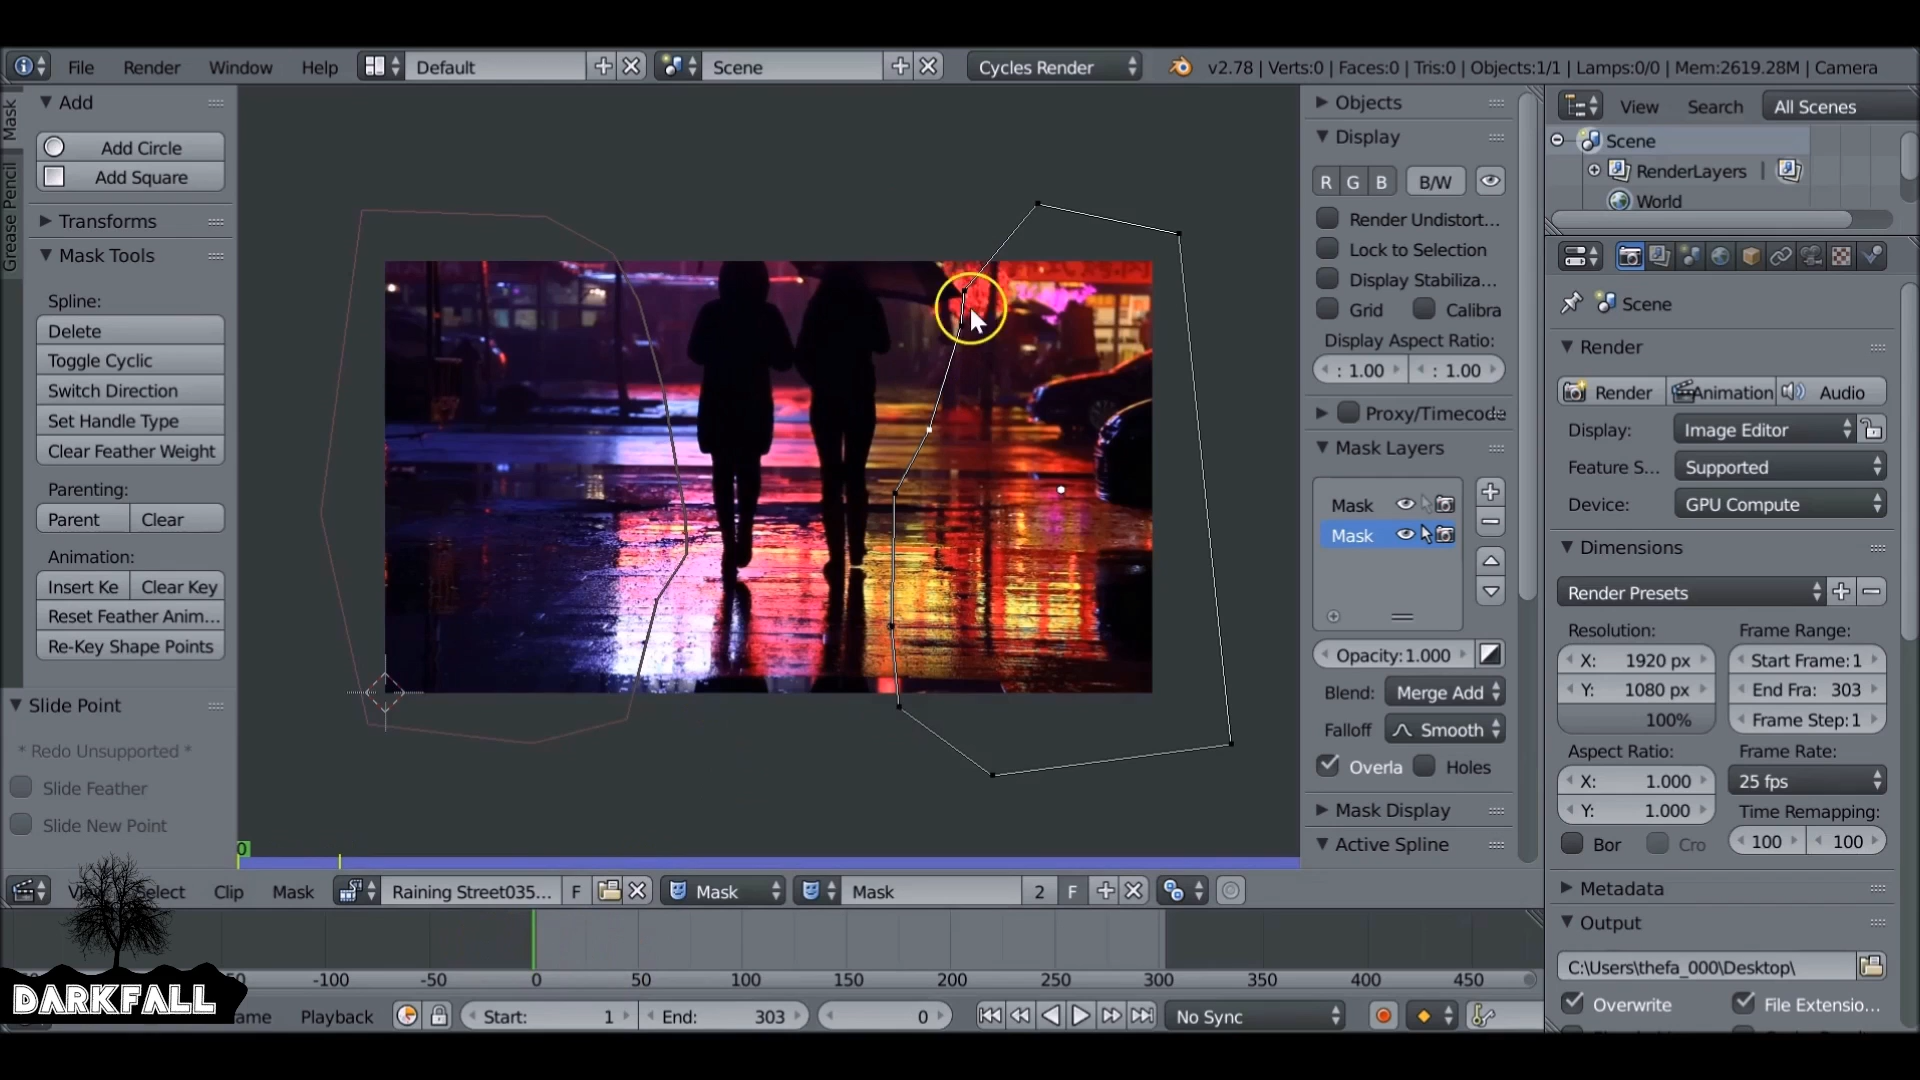 File Render Window Help Default Scene Cycles Render v2.78 | Verts:0 | Faces:0 | Tris:0 | Objects:1/1 | Lamps:0/0 | Mem:2619.28M | Camera
Mask
Grease Pencil
Add
Add Circle
Add Square
Transforms
Mask Tools
Spline:
Delete
Toggle Cyclic
Switch Direction
Set Handle Type
Clear Feather Weight
Parenting:
Parent Clear
Animation:
Insert Ke Clear Key
Reset Feather Anim...
Re-Key Shape Points
Slide Point
* Redo Unsupported *
Slide Feather
Slide New Point
Objects
Display
R G B B/W
Render Undistort...
Lock to Selection
Display Stabiliza...
Grid Calibra
Display Aspect Ratio:
: 1.00 : 1.00
Proxy/Timecode
Mask Layers
Mask
Mask
Opacity: 1.000
Blend: Merge Add
Falloff Smooth
Overla Holes
Mask Display
Active Spline
View Search All Scenes
Scene
RenderLayers |
World
Scene
Render
Render Animation Audio
Display: Image Editor
Feature S... Supported
Device: GPU Compute
Dimensions
Render Presets
Resolution: Frame Range:
X: 1920 px Start Frame: 1
Y: 1080 px End Fra: 303
100% Frame Step: 1
Aspect Ratio: Frame Rate:
X: 1.000 25 fps
Y: 1.000 Time Remapping:
Bor Cro 100 100
Metadata
Output
C:\Users\thefa_000\Desktop\
Overwrite File Extensio...
0
Select Clip Mask Raining Street035... F Mask Mask 2 F
-100 -50 0 50 100 150 200 250 300 350 400 450
DARKFALL
ame Playback Start: 1 End: 303 0 No Sync